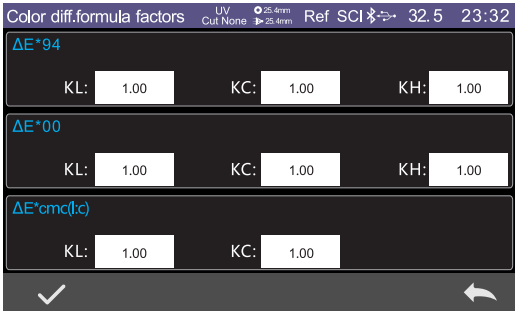 Color diff.formula factors UV Cut None 25.4mm 25.4mm Ref SCI 32.5 23:32
ΔE*94
KL: 1.00 KC: 1.00 KH: 1.00
ΔE*00
KL: 1.00 KC: 1.00 KH: 1.00
ΔE*cmc(l:c)
KL: 1.00 KC: 1.00